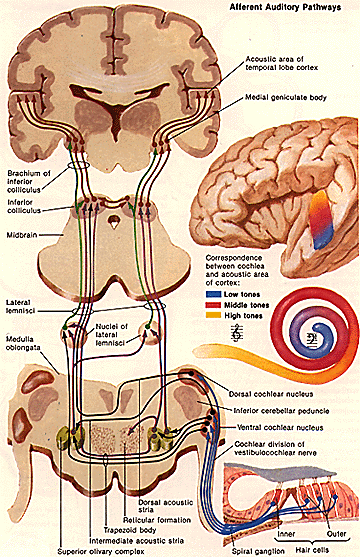 Afferent Auditory Pathways
Acoustic area of
temporal lobe cortex
Medial geniculate body
Brachium of
inferior
colliculus
Inferior
colliculus
Midbrain
Correspondence
between cochlea
and acoustic area
of cortex:
Low tones
Middle tones
High tones
Lateral
lemnisci
Nuclei of
lateral
lemnisci
Medulla
oblongata
Dorsal cochlear nucleus
Inferior cerebellar peduncle
Ventral cochlear nucleus
Cochlear division of
vestibulocochlear nerve
Dorsal acoustic
stria
Reticular formation
Trapezoid body
Intermediate acoustic stria
Superior olivary complex
Inner
Outer
Spiral ganglion
Hair cells